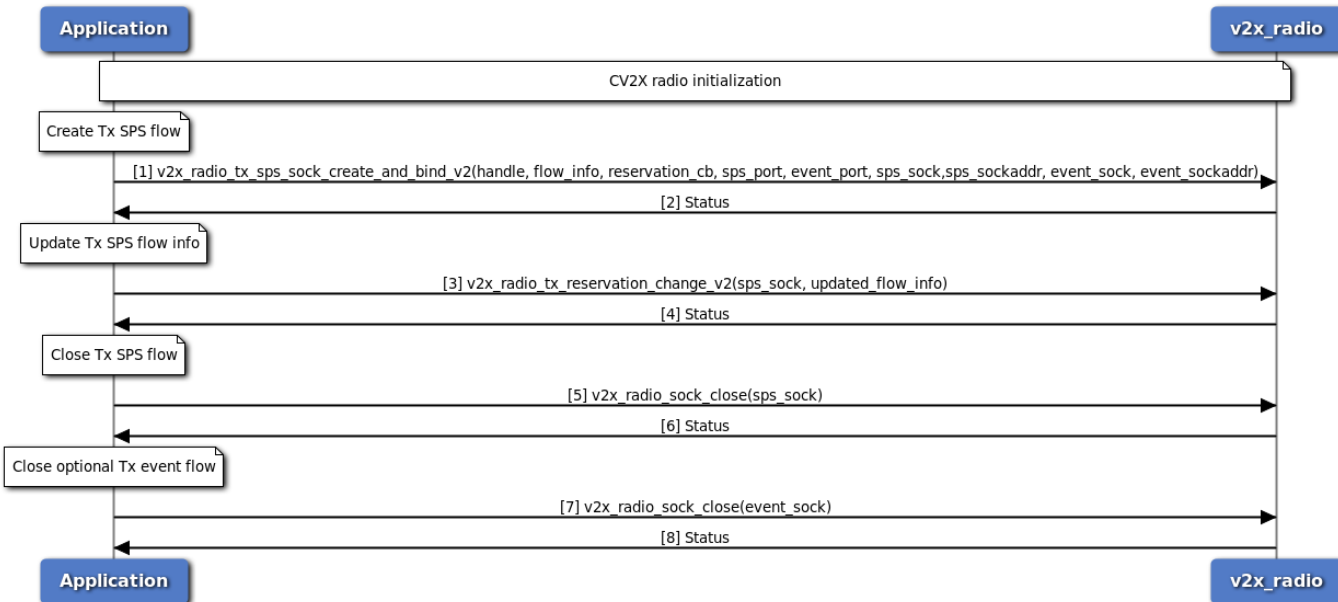 Application
v2x_radio
CV2X radio initialization
Create Tx SPS flow
[1] v2x_radio_tx_sps_sock_create_and_bind_v2(handle, flow_info, reservation_cb, sps_port, event_port, sps_sock,sps_sockaddr, event_sock, event_sockaddr)
[2] Status
Update Tx SPS flow info
[3] v2x_radio_tx_reservation_change_v2(sps_sock, updated_flow_info)
[4] Status
Close Tx SPS flow
[5] v2x_radio_sock_close(sps_sock)
[6] Status
Close optional Tx event flow
[7] v2x_radio_sock_close(event_sock)
[8] Status
Application
v2x_radio